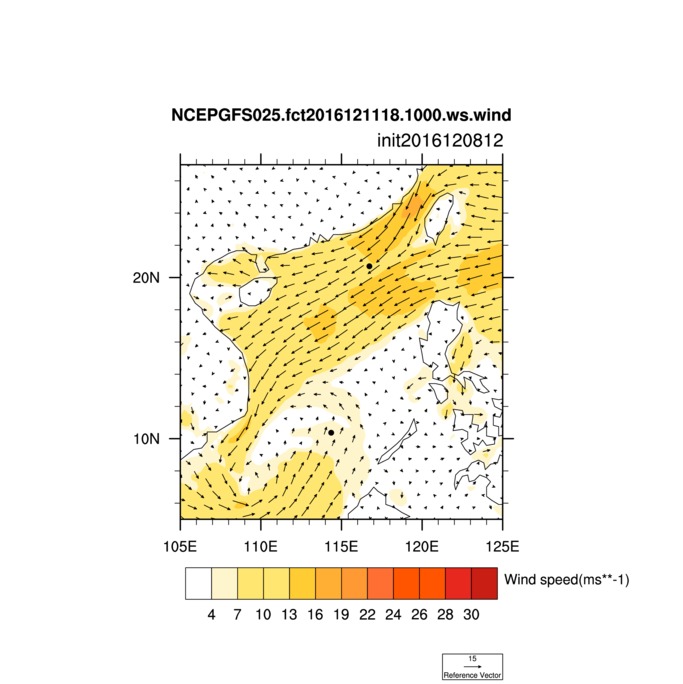 NCEPGFS025.fct2016121118.1000.ws.wind
init2016120812
20N
10N
105E 110E 115E 120E 125E
Wind speed(ms**-1)
4 7 10 13 16 19 22 24 26 28 30
15
Reference Vector